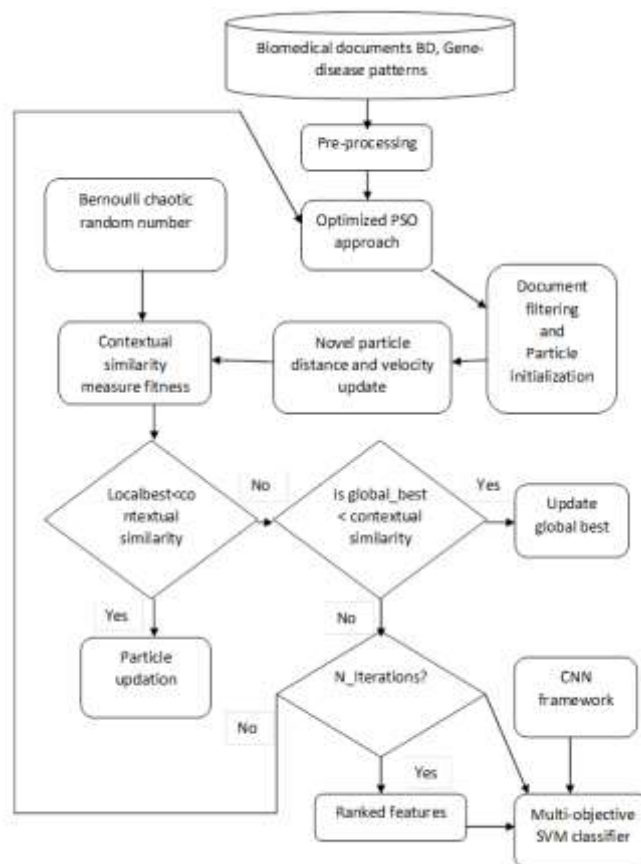 Biomedical documents BD, Gene-
disease patterns
Pre-processing
Bernoulli chaotic
random number
Optimized PSO
approach
Document
filtering
and
Particle
initialization
Novel particle
distance and velocity
update
Contextual
similarity
measure fitness
Localbest<co
ntextual
similarity
No
is global_best
< contextual
similarity
Yes
Update
global best
Yes
No
Particle
updation
N_Iterations?
CNN
framework
No
Yes
Ranked features
Multi-objective
SVM classifier